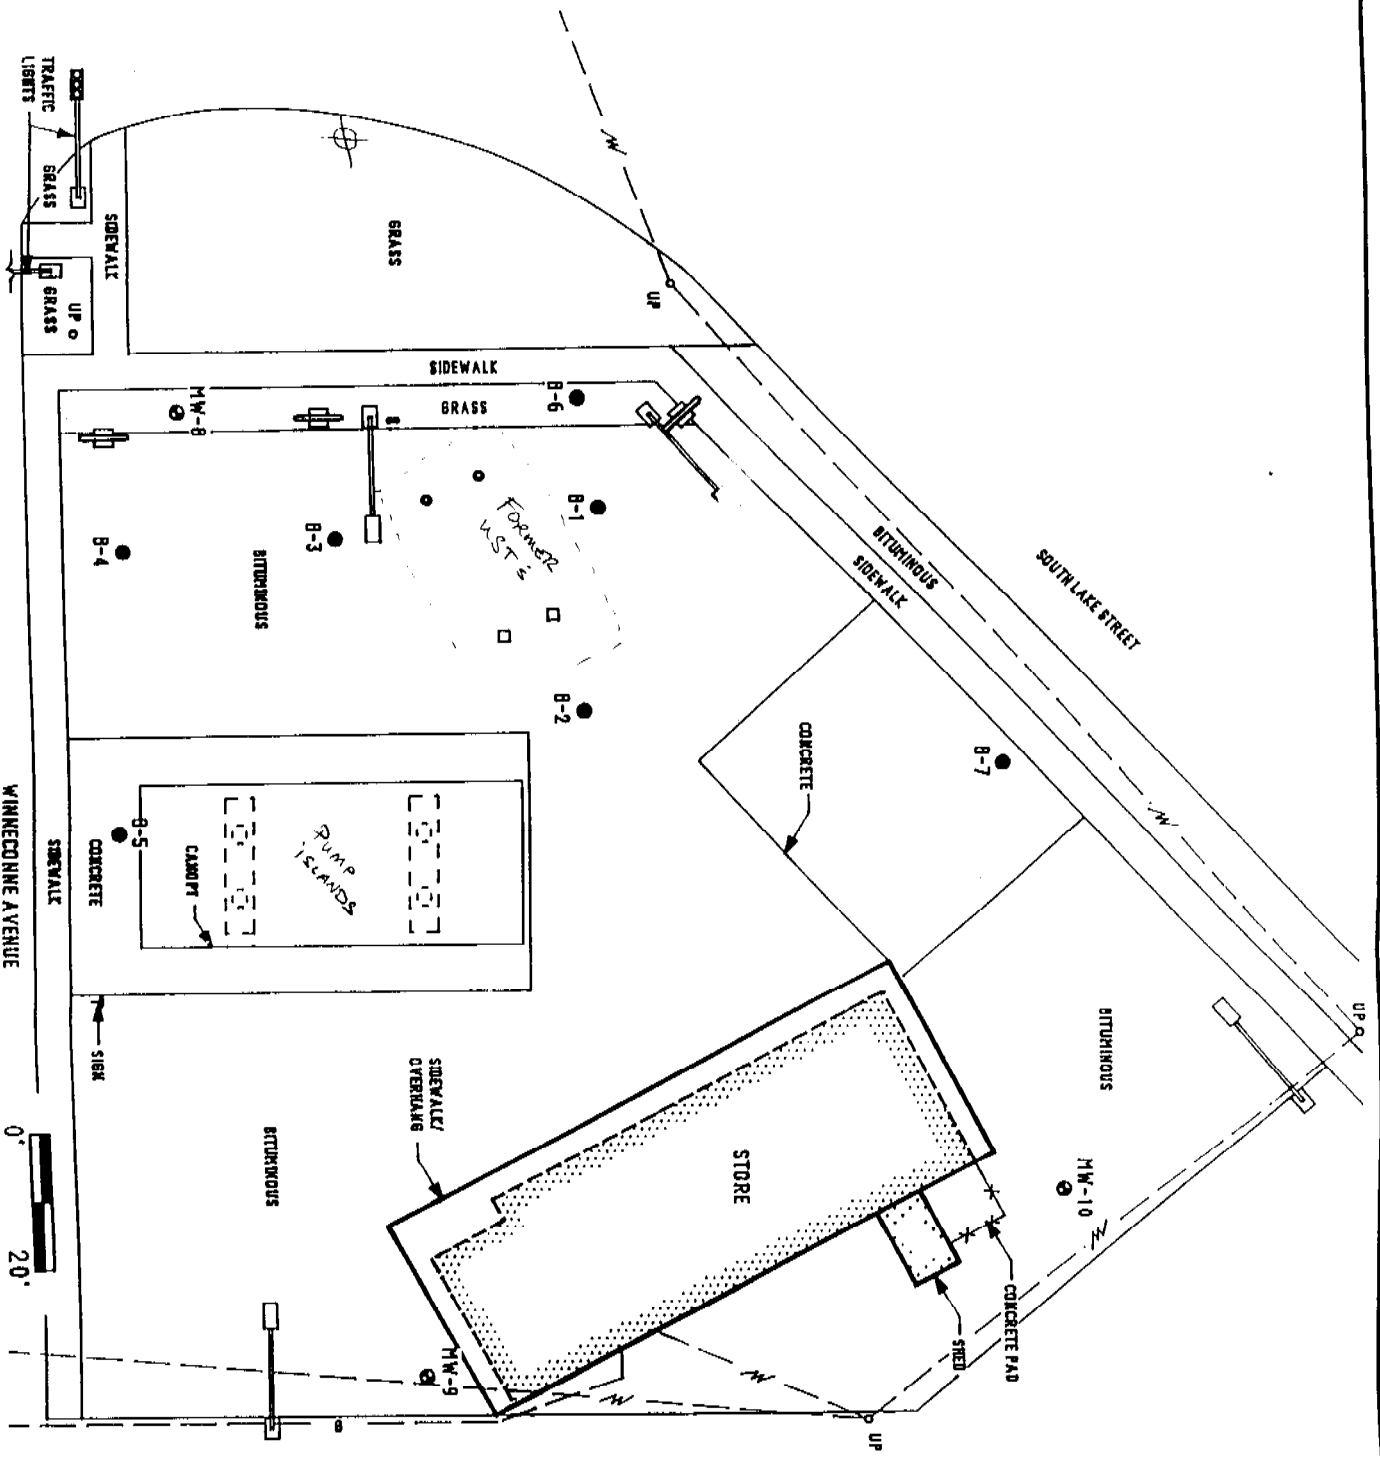 TRAFFIC
LIGHTS
GRASS
SIDEWALK
UP
GRASS
GRASS
UP
SIDEWALK
GRASS
MW-8
B-6
B-1
B-3
B-4
FORMER
UST's
BITUMINOUS
B-2
BITUMINOUS
SIDEWALK
SOUTH LAKE STREET
B-7
CONCRETE
B-5
CONCRETE
SIDEWALK
WINNECONNE AVENUE
CANOPY
PUMP
ISLANDS
SIGN
SIDEWALK/
OVERHANG
BITUMINOUS
STORE
BITUMINOUS
UP
MW-10
CONCRETE PAD
SHED
MW-9
UP
W
W
W
W
W
G
0'
20'